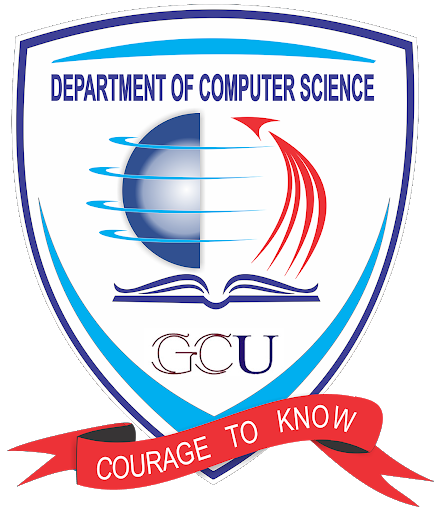 DEPARTMENT OF COMPUTER SCIENCE
GCU
COURAGE TO KNOW